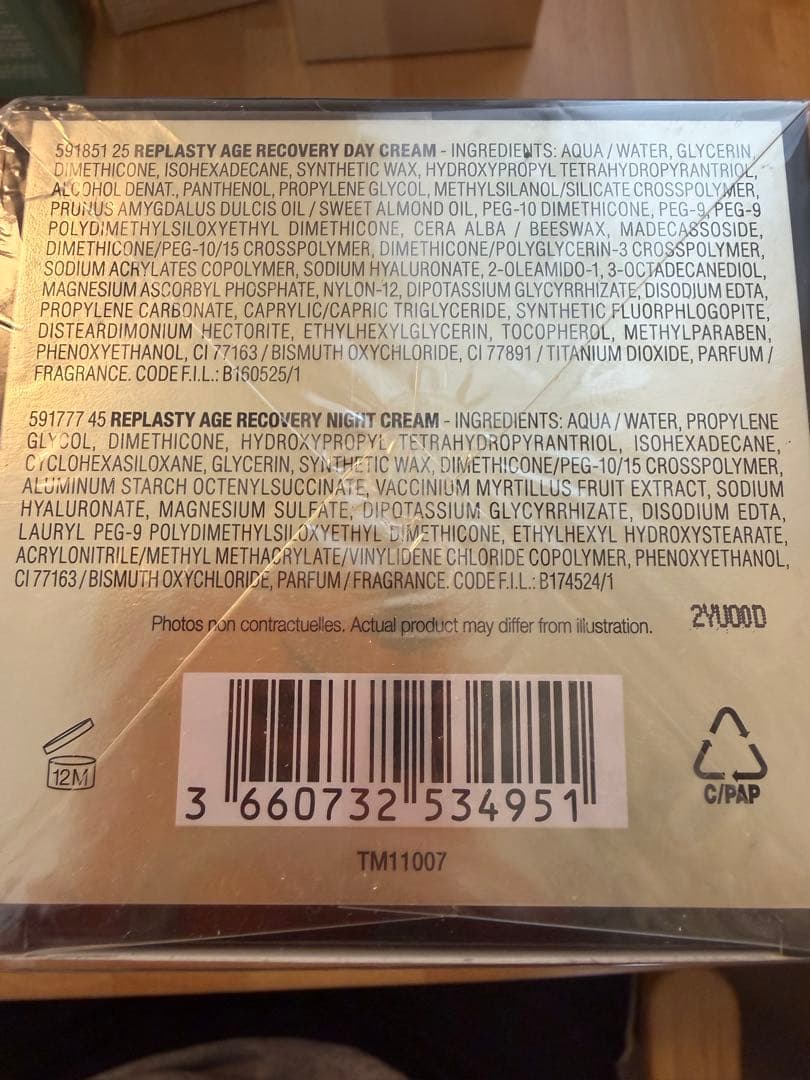 591851 25 REPLASTY AGE RECOVERY DAY CREAM - INGREDIENTS: AQUA / WATER, GLYCERIN,
DIMETHICONE, ISOHEXADECANE, SYNTHETIC WAX, HYDROXYPROPYL TETRAHYDROPYRANTRIOL,
ALCOHOL DENAT., PANTHENOL, PROPYLENE GLYCOL, METHYLSILANOL/SILICATE CROSSPOLYMER,
PRUNUS AMYGDALUS DULCIS OIL / SWEET ALMOND OIL, PEG-10 DIMETHICONE, PEG-9, PEG-9
POLYDIMETHYLSILOXYETHYL DIMETHICONE, CERA ALBA / BEESWAX, MADECASSOSIDE,
DIMETHICONE/PEG-10/15 CROSSPOLYMER, DIMETHICONE/POLYGLYCERIN-3 CROSSPOLYMER,
SODIUM ACRYLATES COPOLYMER, SODIUM HYALURONATE, 2-OLEAMIDO-1, 3-OCTADECANEDIOL,
MAGNESIUM ASCORBYL PHOSPHATE, NYLON-12, DIPOTASSIUM GLYCYRRHIZATE, DISODIUM EDTA,
PROPYLENE CARBONATE, CAPRYLIC/CAPRIC TRIGLYCERIDE, SYNTHETIC FLUORPHLOGOPITE,
DISTEARDIMONIUM HECTORITE, ETHYLHEXYLGLYCERIN, TOCOPHEROL, METHYLPARABEN,
PHENOXYETHANOL, CI 77163 / BISMUTH OXYCHLORIDE, CI 77891 / TITANIUM DIOXIDE, PARFUM /
FRAGRANCE. CODE F.I.L.: B160525/1
591777 45 REPLASTY AGE RECOVERY NIGHT CREAM - INGREDIENTS: AQUA / WATER, PROPYLENE
GLYCOL, DIMETHICONE, HYDROXYPROPYL TETRAHYDROPYRANTRIOL, ISOHEXADECANE,
CYCLOHEXASILOXANE, GLYCERIN, SYNTHETIC WAX, DIMETHICONE/PEG-10/15 CROSSPOLYMER,
ALUMINUM STARCH OCTENYLSUCCINATE, VACCINIUM MYRTILLUS FRUIT EXTRACT, SODIUM
HYALURONATE, MAGNESIUM SULFATE, DIPOTASSIUM GLYCYRRHIZATE, DISODIUM EDTA,
LAURYL PEG-9 POLYDIMETHYLSILOXYETHYL DIMETHICONE, ETHYLHEXYL HYDROXYSTEARATE,
ACRYLONITRILE/METHYL METHACRYLATE/VINYLIDENE CHLORIDE COPOLYMER, PHENOXYETHANOL,
CI 77163 / BISMUTH OXYCHLORIDE, PARFUM / FRAGRANCE. CODE F.I.L.: B174524/1
Photos non contractuelles. Actual product may differ from illustration.
2YU00D
12M
3 660732 534951
C/PAP
TM11007